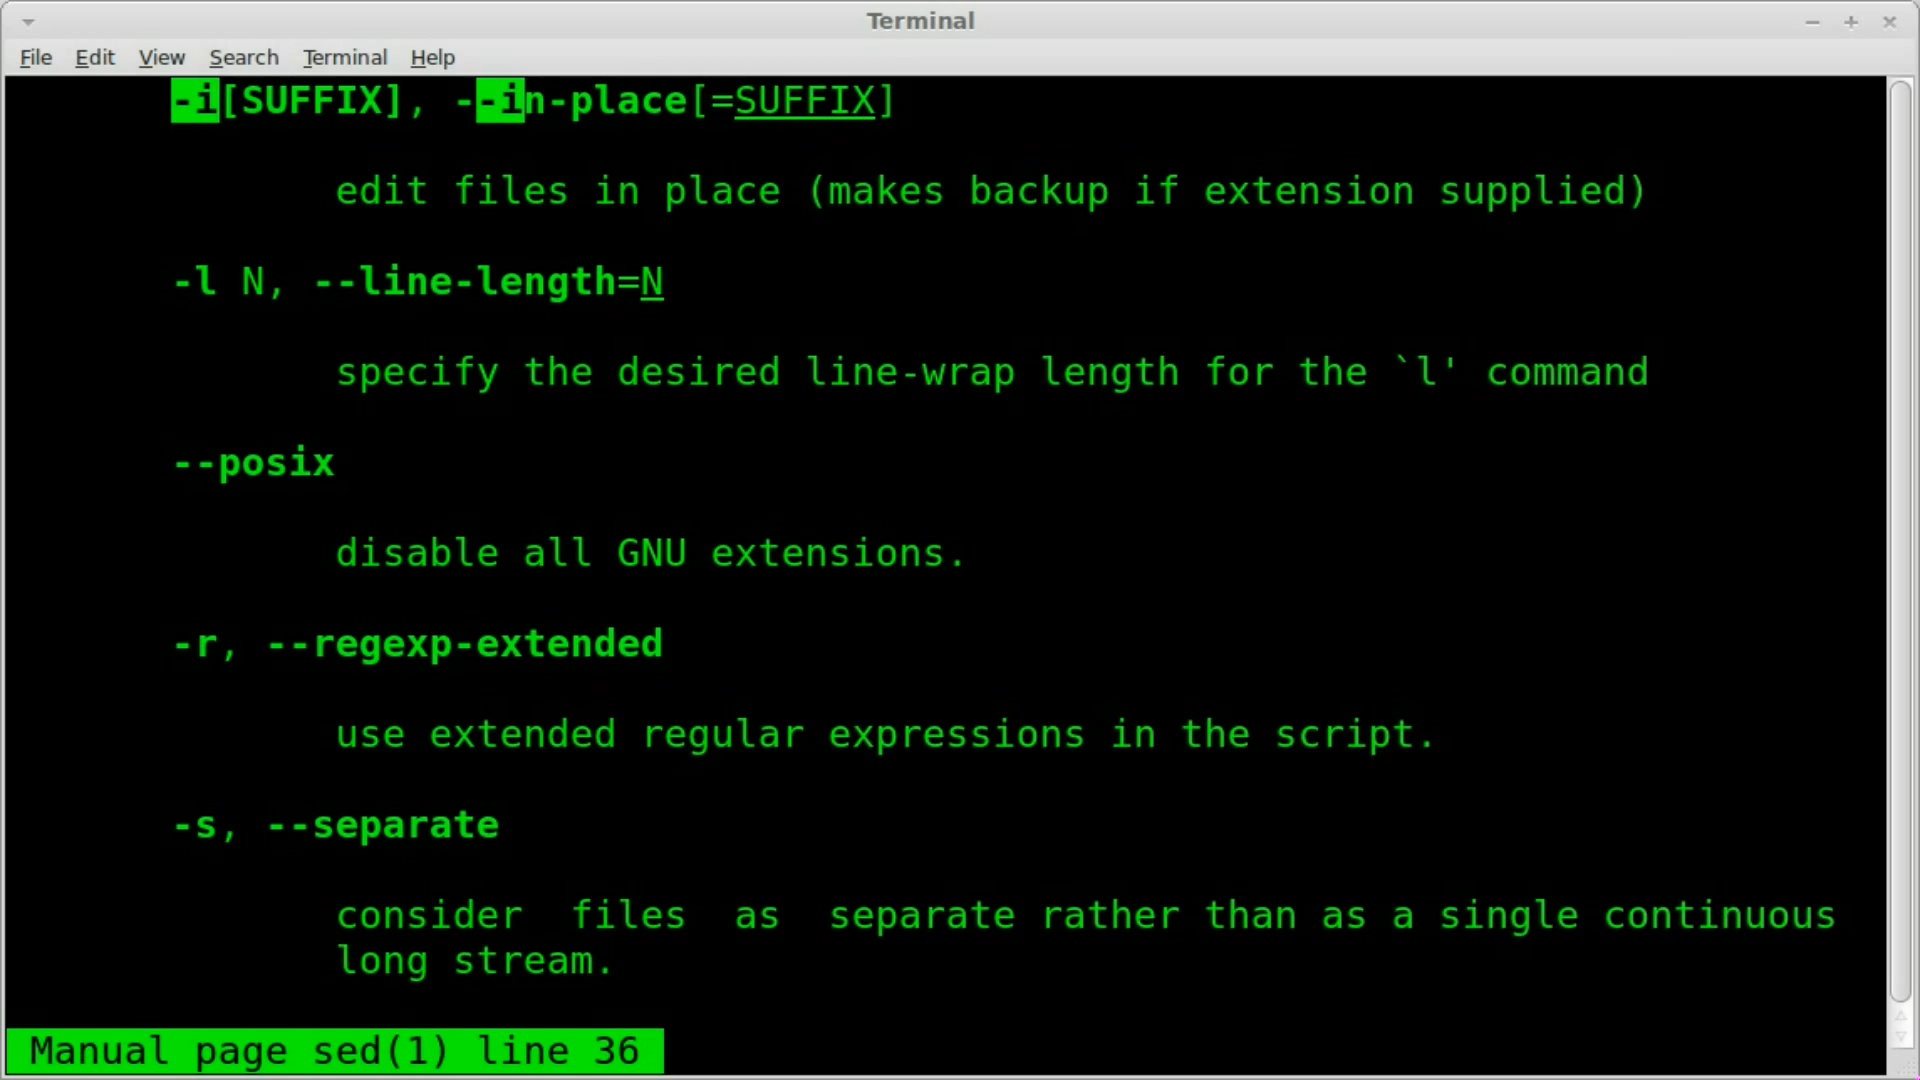 Terminal
File Edit View Search Terminal Help
-i[SUFFIX], --in-place[=SUFFIX]
edit files in place (makes backup if extension supplied)
-l N, --line-length=N
specify the desired line-wrap length for the `l' command
--posix
disable all GNU extensions.
-r, --regexp-extended
use extended regular expressions in the script.
-s, --separate
consider  files  as  separate rather than as a single continuous
long stream.
Manual page sed(1) line 36